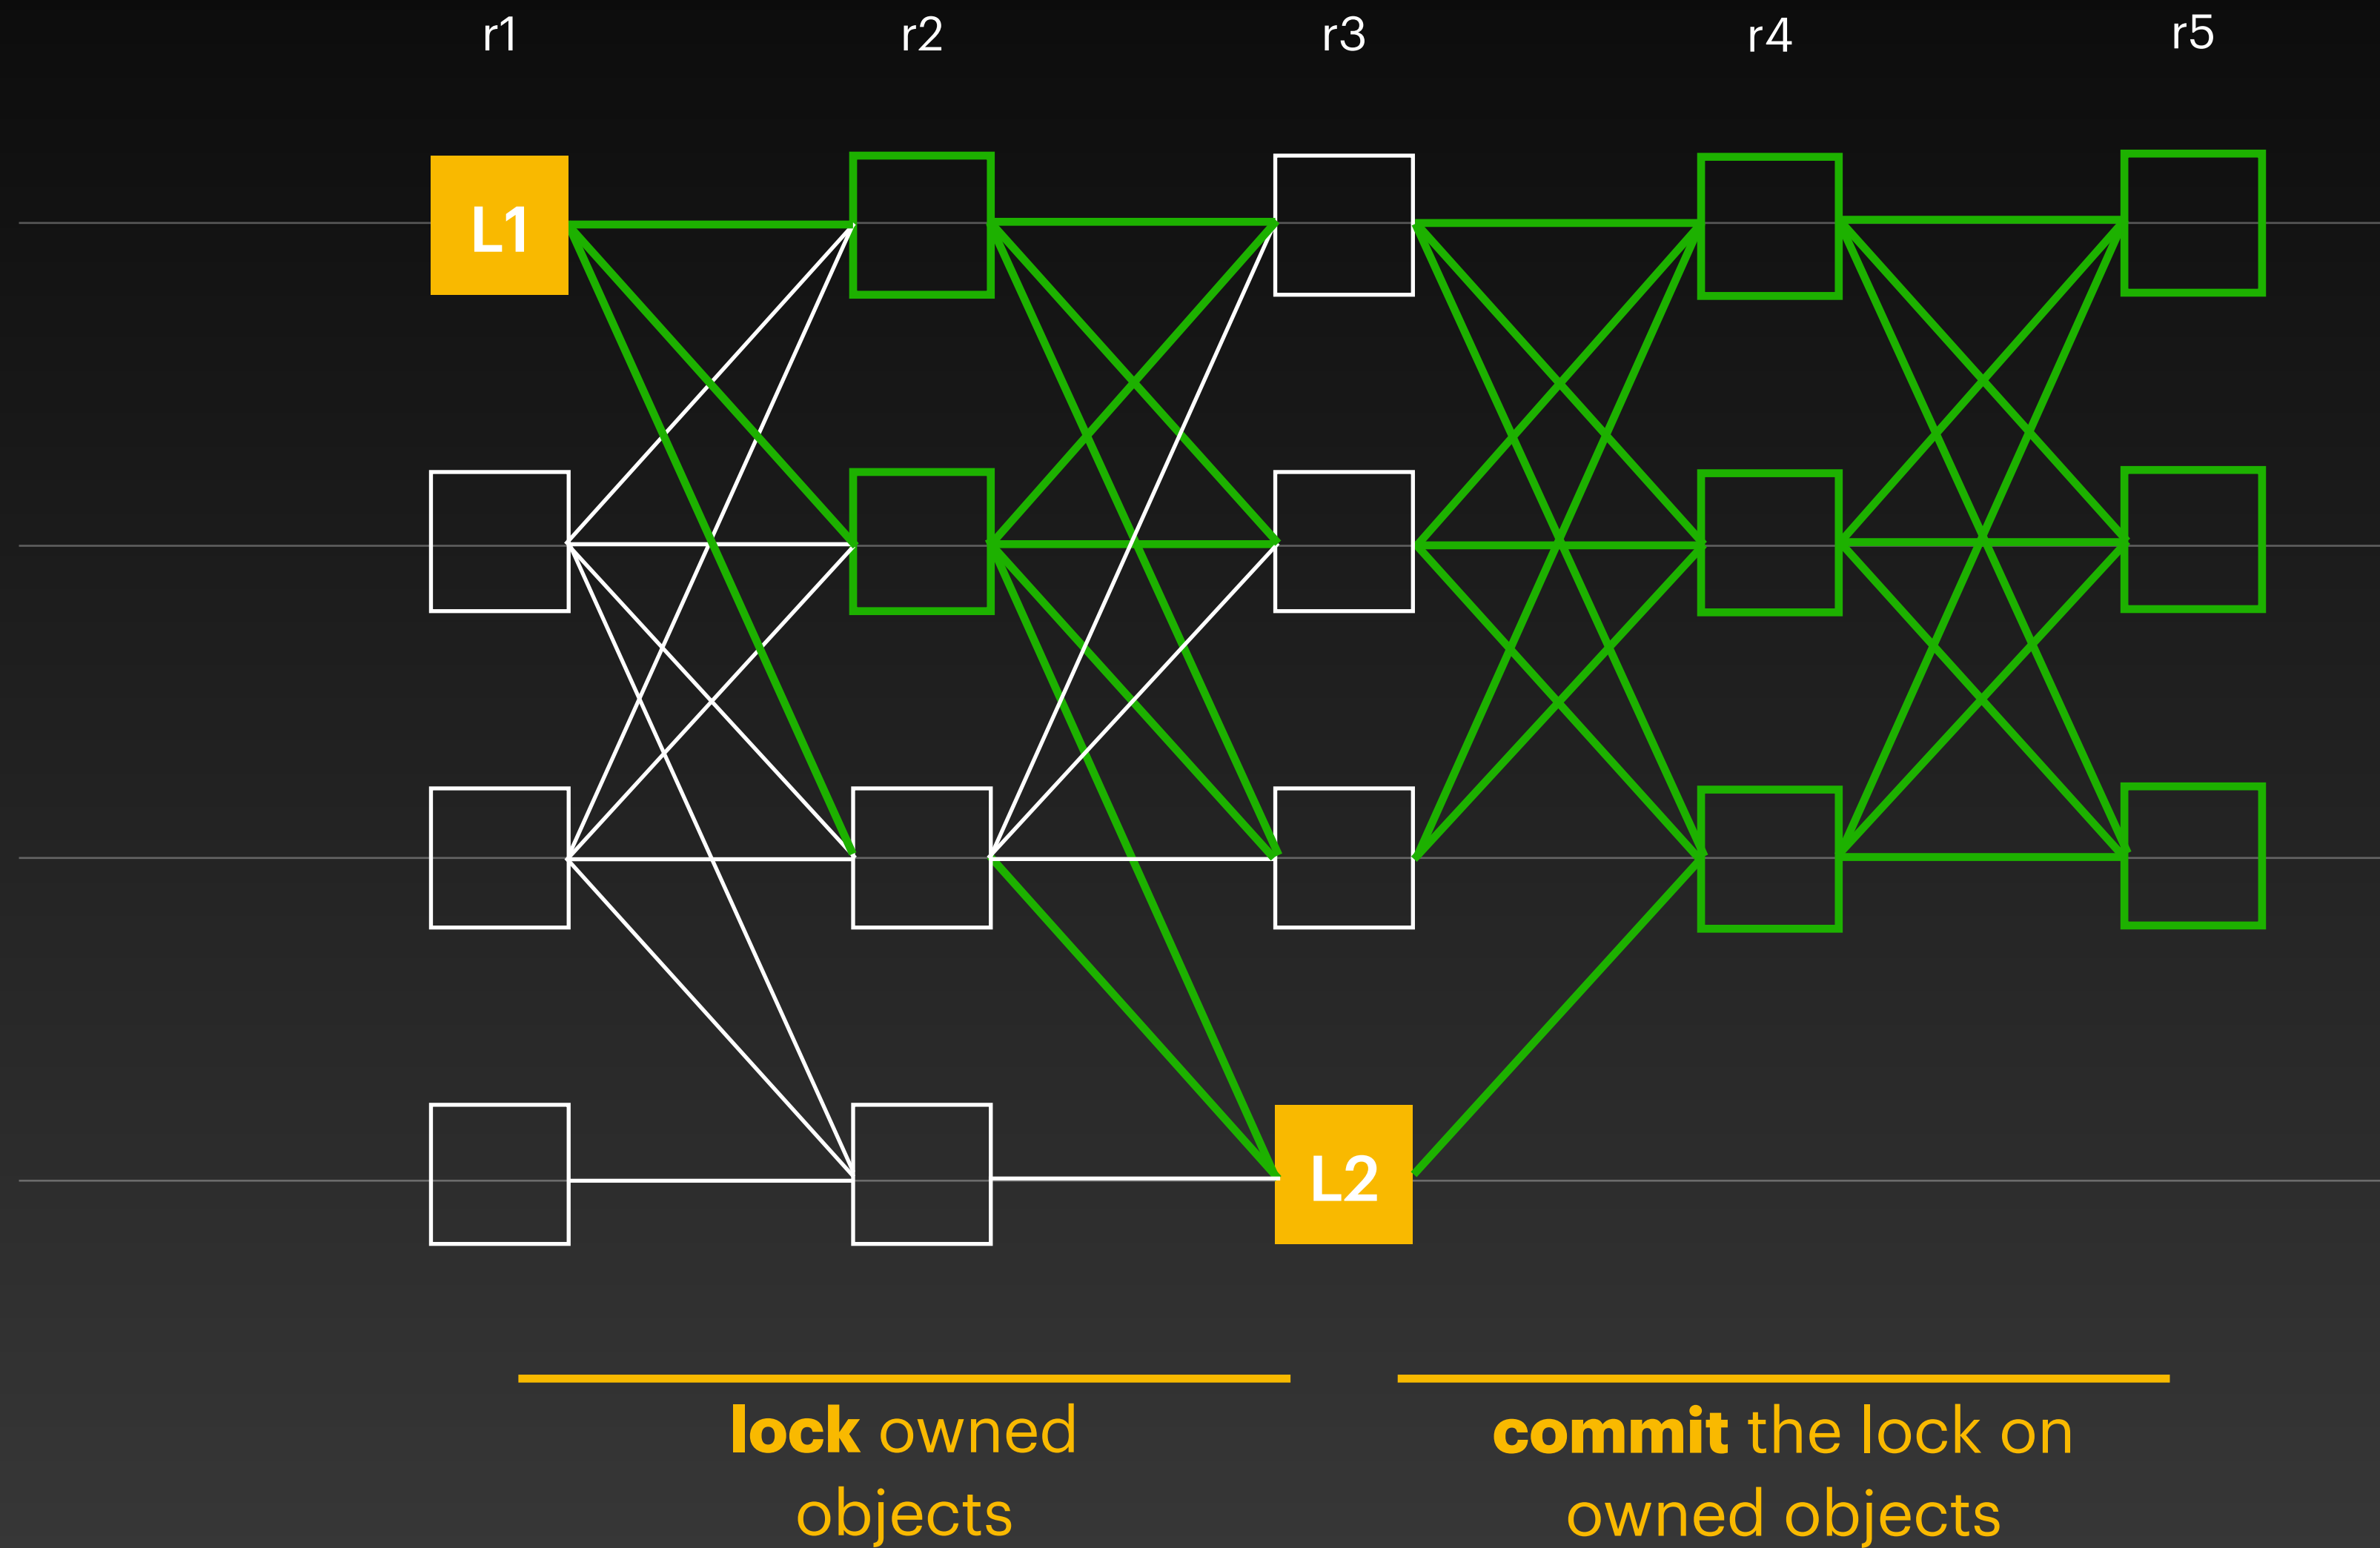 r1 r2 r3 r4 r5
L1
L2
lock owned
objects
commit the lock on
owned objects